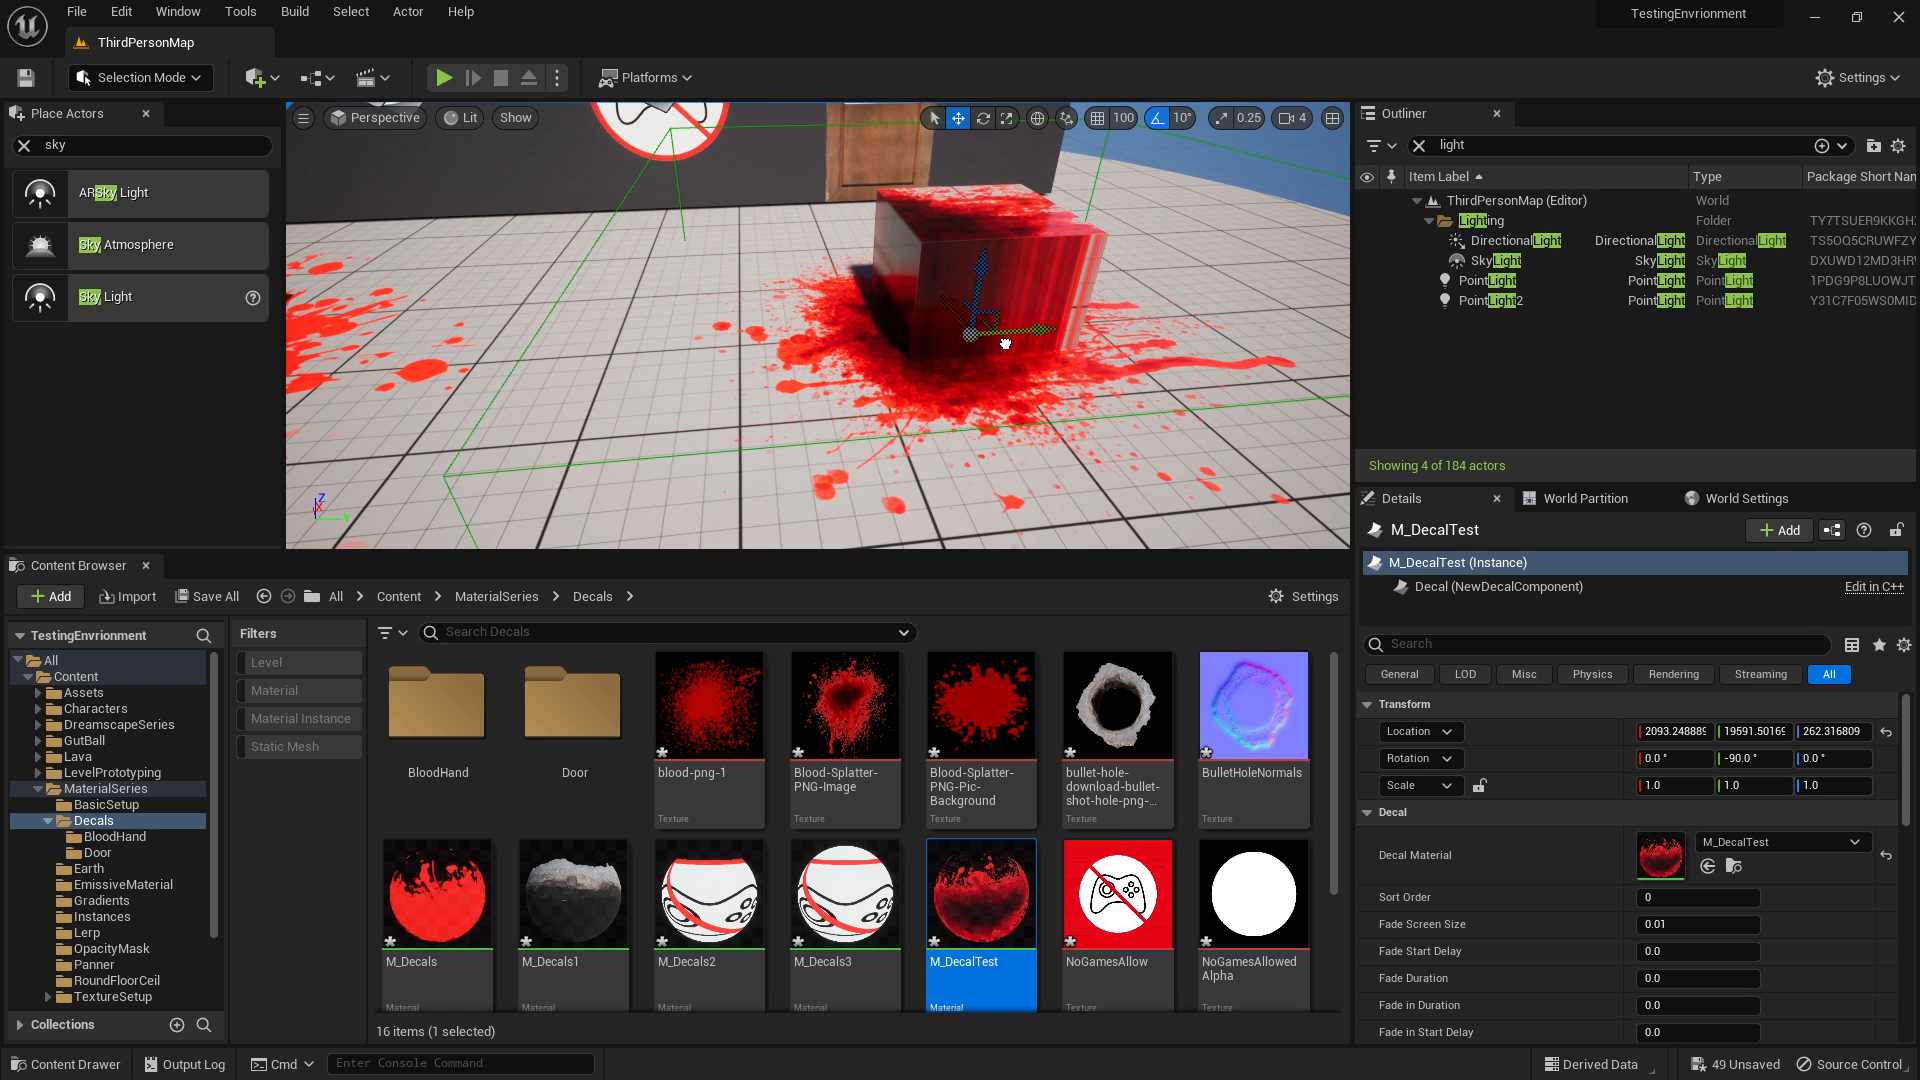 File Edit Window Tools Build Select Actor Help
TestingEnvrionment
ThirdPersonMap
Selection Mode
Platforms
Settings
Place Actors
sky
ARSky Light
Sky Atmosphere
Sky Light
Perspective Lit Show
100 10° 0.25 4
Z
X
Y
Outliner
light
Item Label Type Package Short Nam
ThirdPersonMap (Editor) World
Lighting Folder TY7TSUER9KKGH
DirectionalLight DirectionalLight DirectionalLight TS5OQ5CRUWFZY
SkyLight SkyLight SkyLight DXUWD12MD3HR
PointLight PointLight PointLight 1PDG9P8LUOWJT
PointLight2 PointLight PointLight Y31C7F05WS0MID
Showing 4 of 184 actors
Details World Partition World Settings
M_DecalTest
Add
M_DecalTest (Instance)
Decal (NewDecalComponent) Edit in C++
Search
General LOD Misc Physics Rendering Streaming All
Transform
Location 2093.248889 19591.50169 262.316809
Rotation 0.0 ° -90.0 ° 0.0 °
Scale 1.0 1.0 1.0
Decal
Decal Material M_DecalTest
Sort Order 0
Fade Screen Size 0.01
Fade Start Delay 0.0
Fade Duration 0.0
Fade in Duration 0.0
Fade in Start Delay 0.0
Content Browser
Add Import Save All All Content MaterialSeries Decals Settings
TestingEnvrionment
All
Content
Assets
Characters
DreamscapeSeries
GutBall
Lava
LevelPrototyping
MaterialSeries
BasicSetup
Decals
BloodHand
Door
Earth
EmissiveMaterial
Gradients
Instances
Lerp
OpacityMask
Panner
RoundFloorCeil
TextureSetup
Collections
Filters
Level
Material
Material Instance
Static Mesh
Search Decals
BloodHand
Door
blood-png-1
Texture
Blood-Splatter-
PNG-Image
Texture
Blood-Splatter-
PNG-Pic-
Background
Texture
bullet-hole-
download-bullet-
shot-hole-png-...
Texture
BulletHoleNormals
Texture
M_Decals
Material
M_Decals1
Material
M_Decals2
Material
M_Decals3
Material
M_DecalTest
Material
NoGamesAllow
Texture
NoGamesAllowed
Alpha
Texture
16 items (1 selected)
Content Drawer Output Log Cmd Enter Console Command
Derived Data 49 Unsaved Source Control